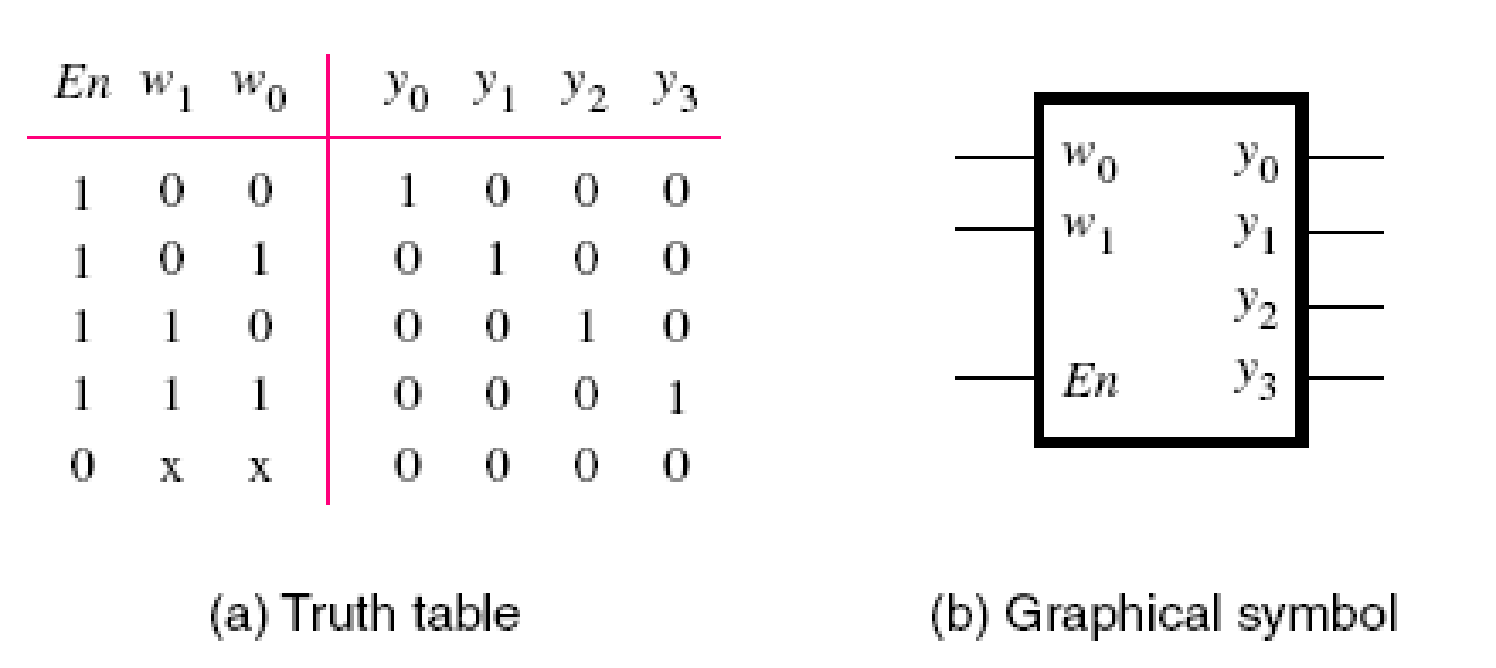 En w1 w0 y0 y1 y2 y3
1 0 0 1 0 0 0
1 0 1 0 1 0 0
1 1 0 0 0 1 0
1 1 1 0 0 0 1
0 x x 0 0 0 0
(a) Truth table
w0 y0
w1 y1
y2
En y3
(b) Graphical symbol